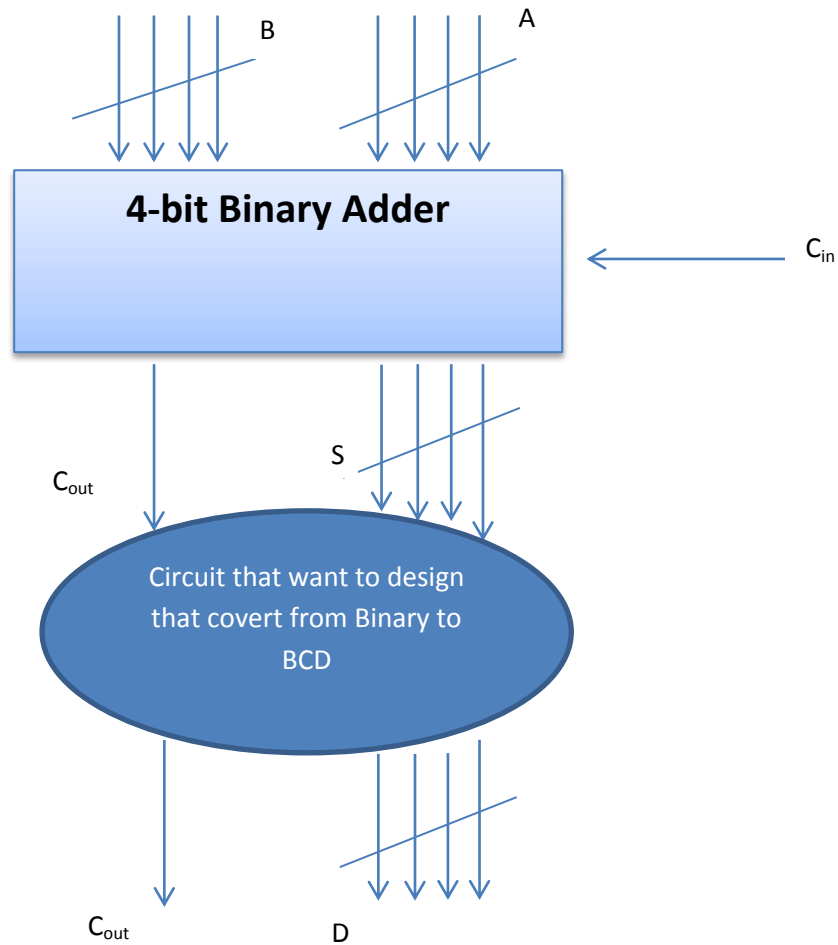 B
A
4-bit Binary Adder
Cin
S
Cout
Circuit that want to design
that covert from Binary to
BCD
Cout
D